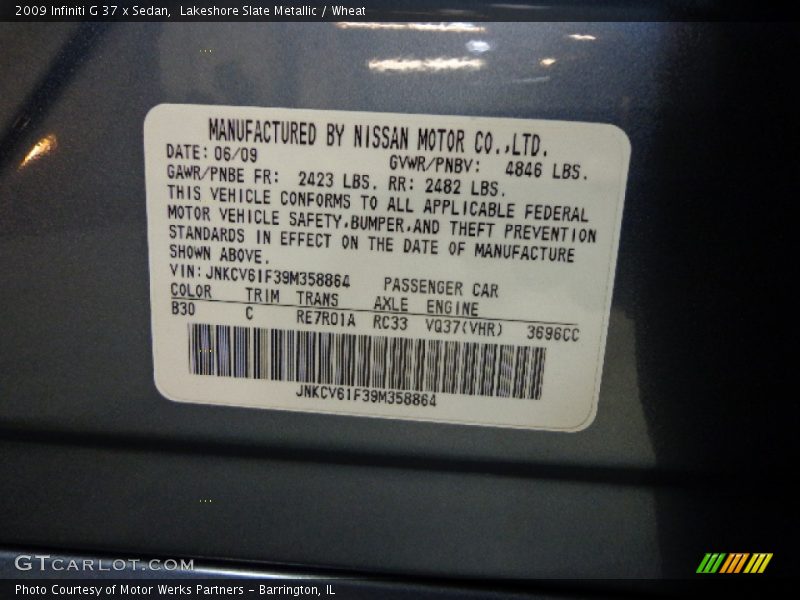 2009 Infiniti G 37 x Sedan,  Lakeshore Slate Metallic / Wheat
MANUFACTURED BY NISSAN MOTOR CO.,LTD.
DATE: 06/09 GVWR/PNBV: 4846 LBS.
GAWR/PNBE FR: 2423 LBS. RR: 2482 LBS.
THIS VEHICLE CONFORMS TO ALL APPLICABLE FEDERAL
MOTOR VEHICLE SAFETY,BUMPER,AND THEFT PREVENTION
STANDARDS IN EFFECT ON THE DATE OF MANUFACTURE
SHOWN ABOVE.
VIN: JNKCV61F39M358864 PASSENGER CAR
COLOR TRIM TRANS AXLE ENGINE
B30 C RE7R01A RC33 VQ37(VHR) 3696CC
JNKCV61F39M358864
GTCARLOT.COM
Photo Courtesy of Motor Werks Partners - Barrington, IL